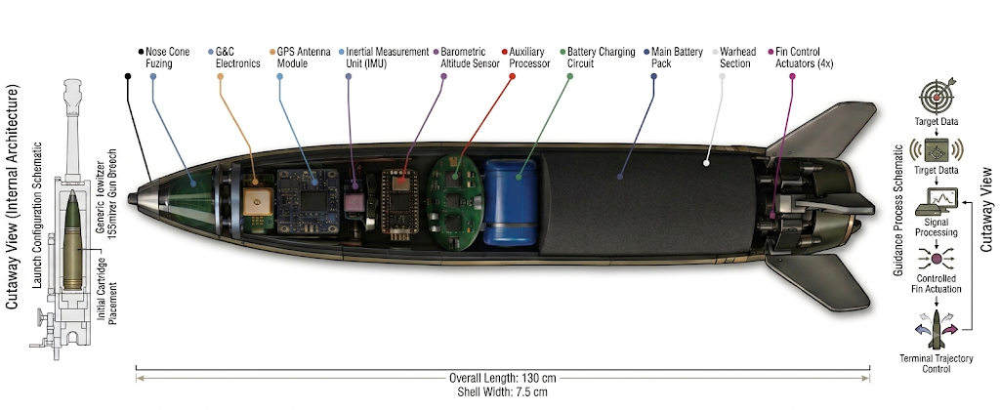 Cutaway View (Internal Architecture)
Launch Configuration Schematic
Generic Towitzer
155mizer Gun Breech
Initial Cartridge
Placement
Nose Cone
Fuzing
G&C
Electronics
GPS Antenna
Module
Inertial Measurement
Unit (IMU)
Barometric
Altitude Sensor
Auxiliary
Processor
Battery Charging
Circuit
Main Battery
Pack
Warhead
Section
Fin Control
Actuators (4x)
Overall Length: 130 cm
Shell Width: 7.5 cm
Guidance Process Schematic
Target Data
Tirget Datta
Signal
Processing
Controlled
Fin Actuation
Terminal Trajectory
Control
Cutaway View